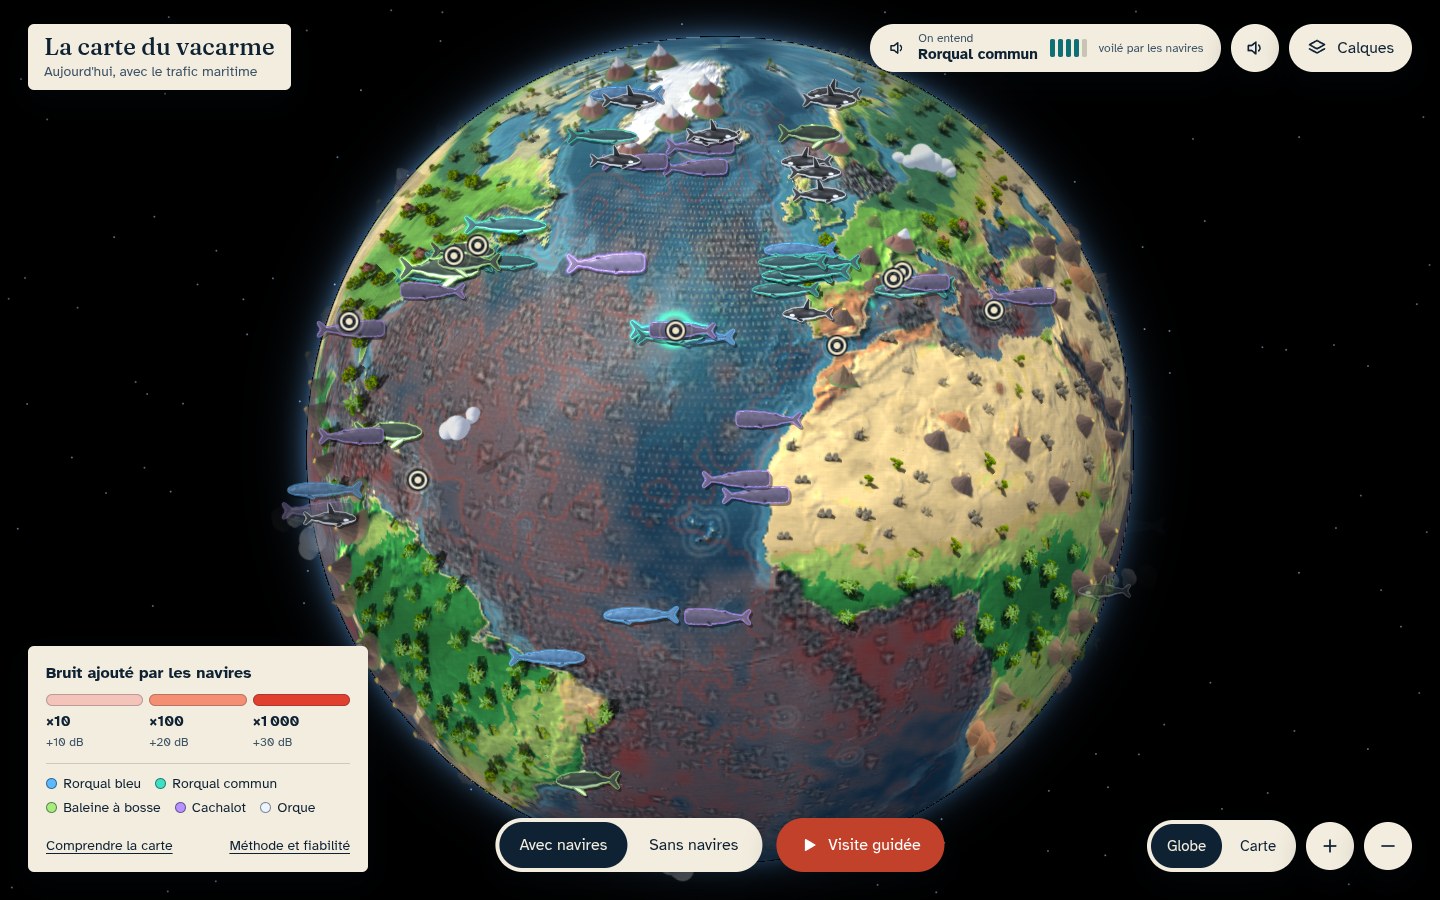 La carte du vacarme
Aujourd'hui, avec le trafic maritime
On entend
Rorqual commun
voilé par les navires
Calques
Bruit ajouté par les navires
×10 ×100 ×1 000
+10 dB +20 dB +30 dB
Rorqual bleu Rorqual commun
Baleine à bosse Cachalot Orque
Comprendre la carte Méthode et fiabilité
Avec navires Sans navires Visite guidée
Globe Carte + −